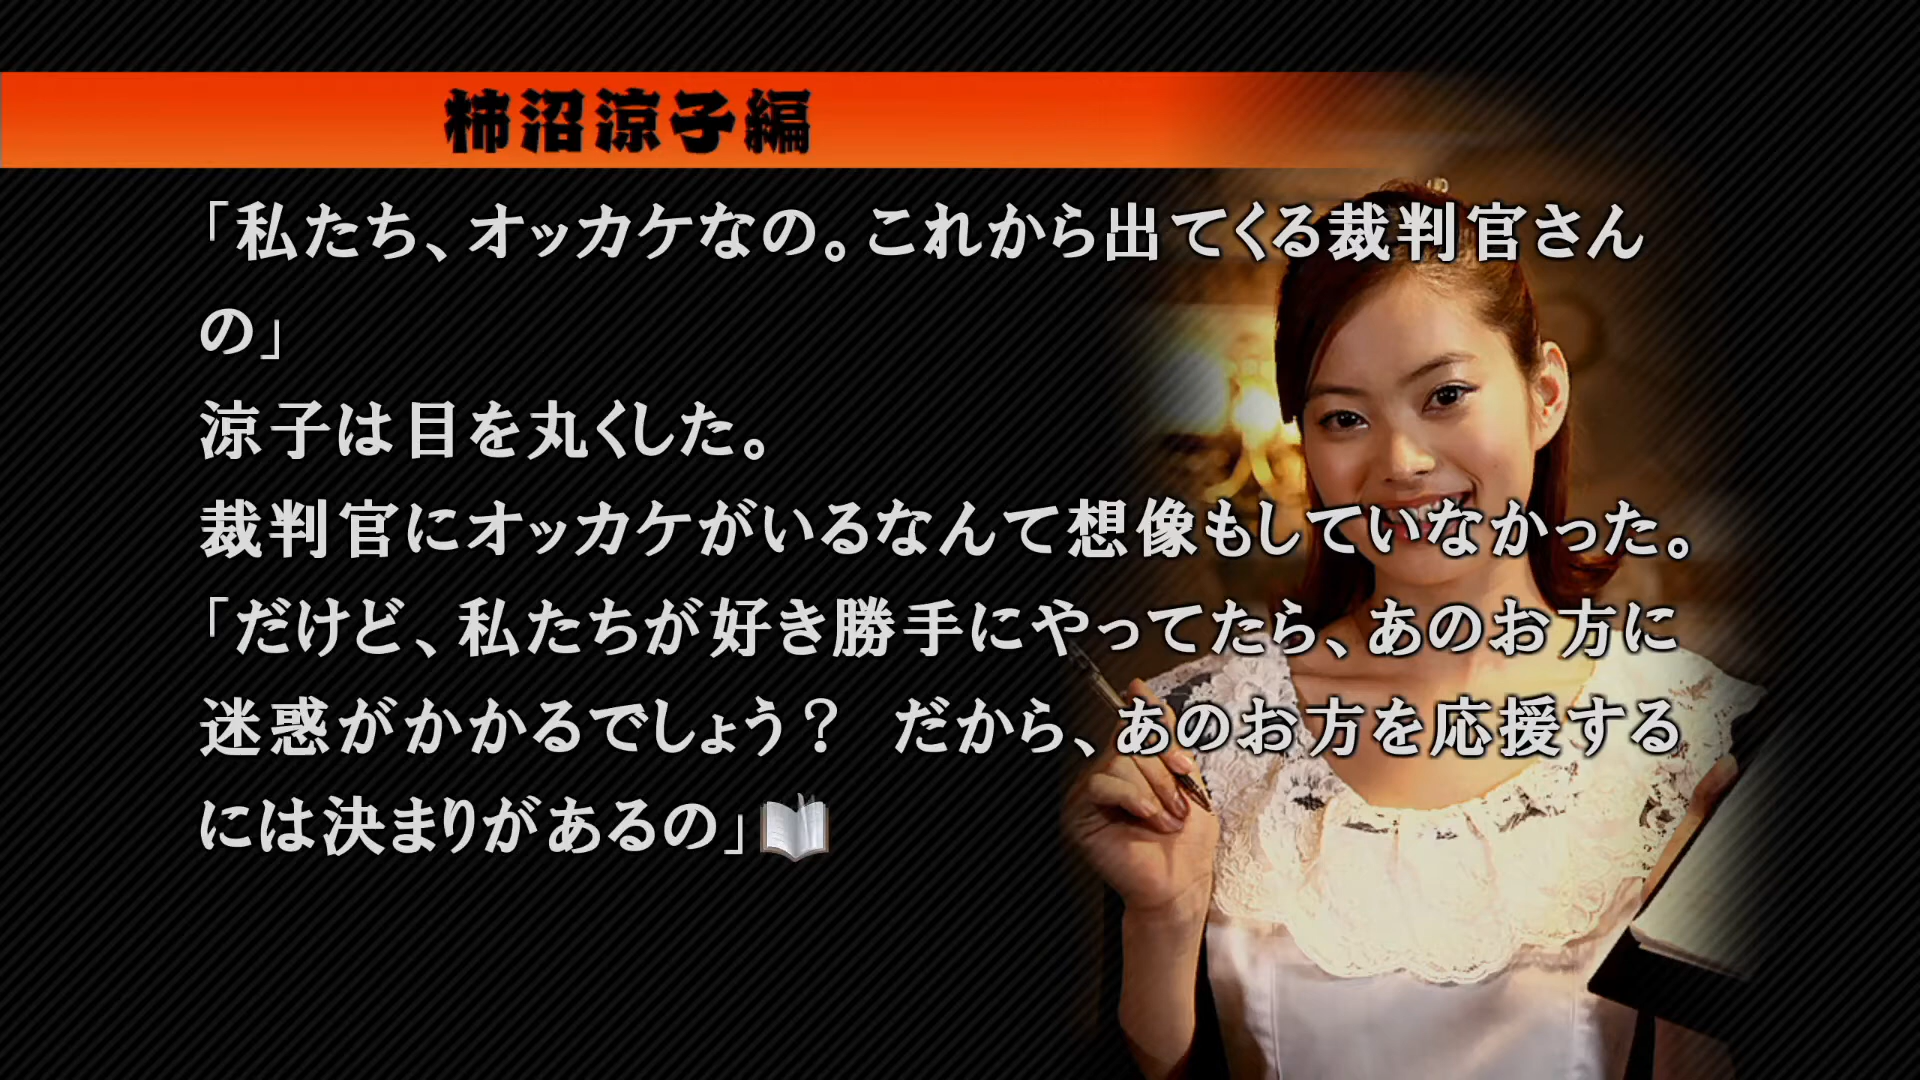 柿沼涼子編
「私たち、オッカケなの。これから出てくる裁判官さん
の」
涼子は目を丸くした。
裁判官にオッカケがいるなんて想像もしていなかった。
「だけど、私たちが好き勝手にやってたら、あのお方に
迷惑がかかるでしょう？　だから、あのお方を応援する
には決まりがあるの」